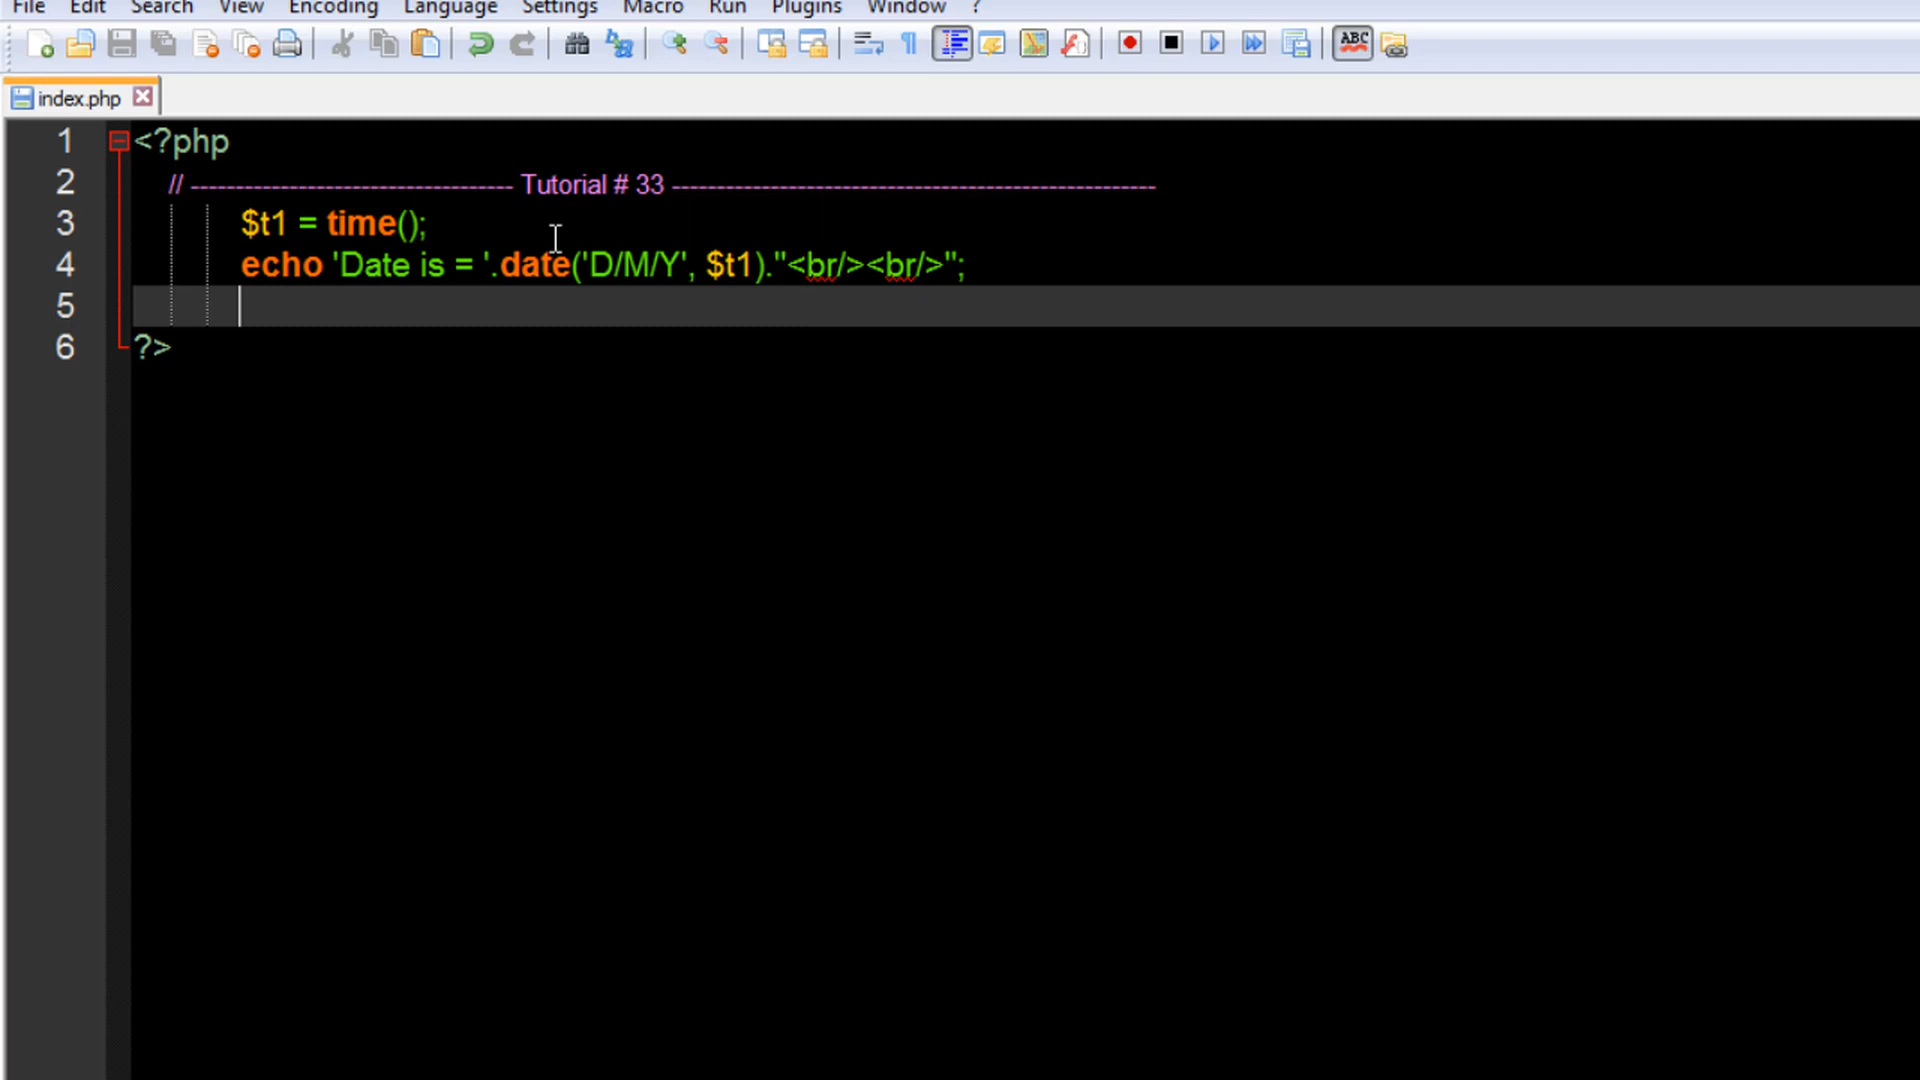 File Edit Search View Encoding Language Settings Macro Run Plugins Window ?
ABC
index.php
1 <?php
2 // ----------------------------------- Tutorial # 33 -----------------------------------------------------
3 $t1 = time();
4 echo 'Date is = '.date('D/M/Y', $t1)."<br/><br/>";
5
6 ?>